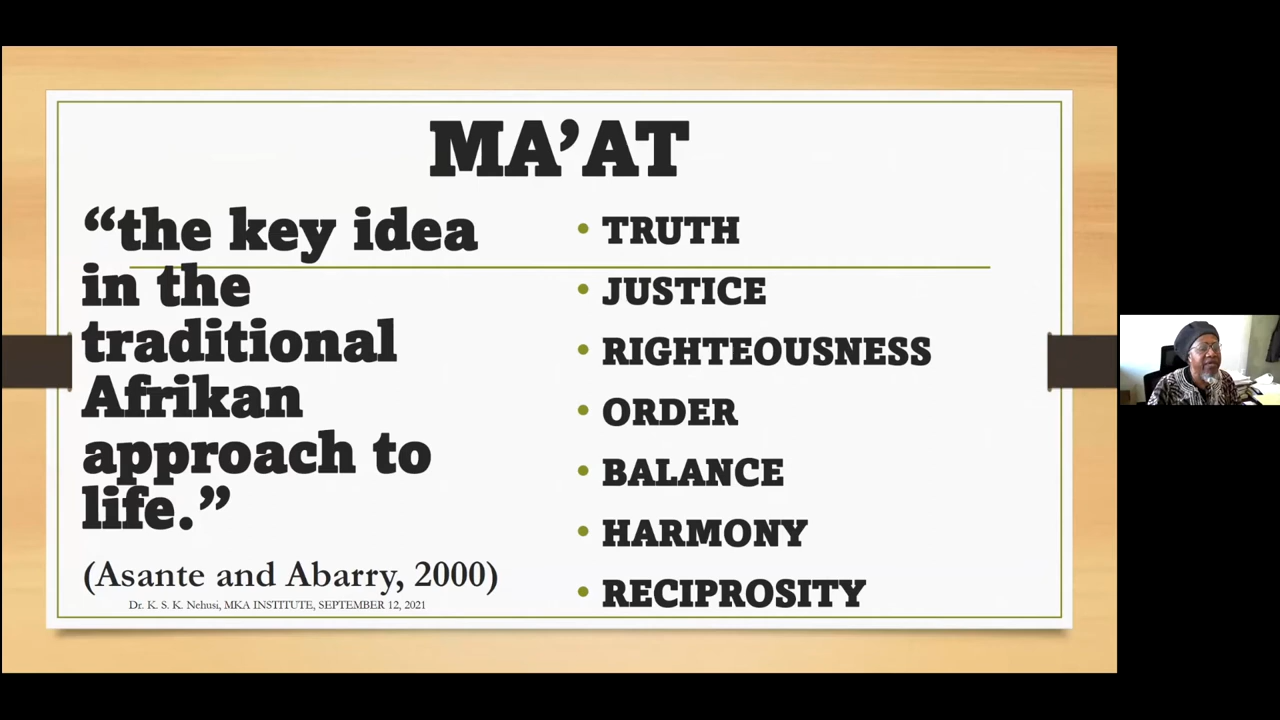 MA’AT
“the key idea
in the
traditional
Afrikan
approach to
life.”
(Asante and Abarry, 2000)
Dr. K. S. K. Nehusi, MKA INSTITUTE, SEPTEMBER 12, 2021
• TRUTH
• JUSTICE
• RIGHTEOUSNESS
• ORDER
• BALANCE
• HARMONY
• RECIPROSITY